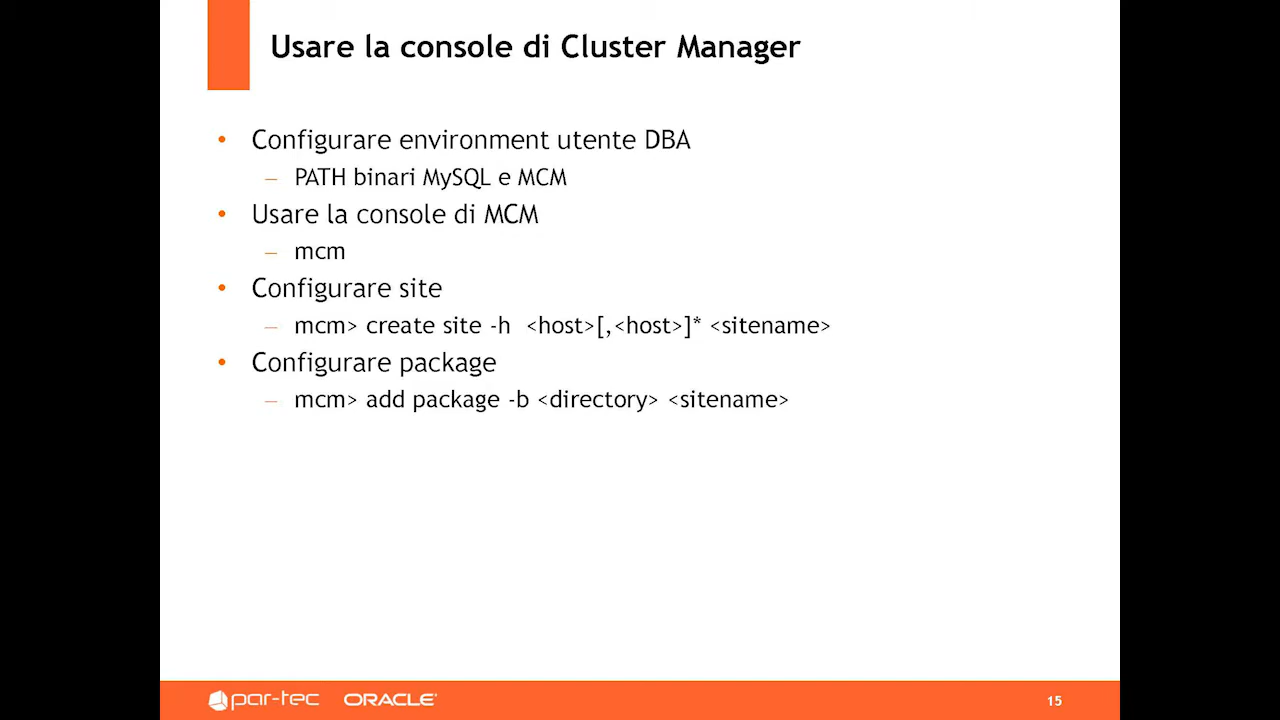 Usare la console di Cluster Manager
• Configurare environment utente DBA
– PATH binari MySQL e MCM
• Usare la console di MCM
– mcm
• Configurare site
– mcm> create site -h <host>[,<host>]* <sitename>
• Configurare package
– mcm> add package -b <directory> <sitename>
par-tec ORACLE 15